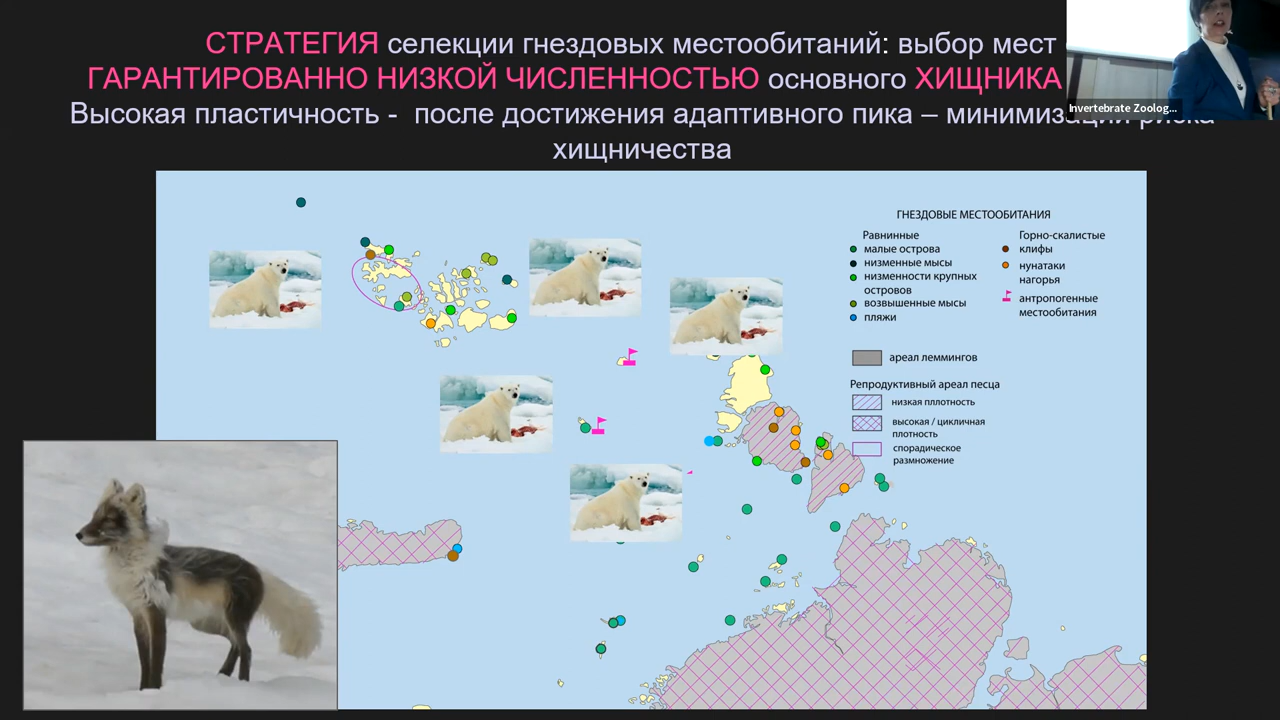 СТРАТЕГИЯ селекции гнездовых местообитаний: выбор мест
ГАРАНТИРОВАННО НИЗКОЙ ЧИСЛЕННОСТЬЮ основного ХИЩНИКА
Высокая пластичность - после достижения адаптивного пика – минимизации риска
хищничества
Invertebrate Zoolog...
ГНЕЗДОВЫЕ МЕСТООБИТАНИЯ
Равнинные
малые острова
низменные мысы
низменности крупных
островов
возвышенные мысы
пляжи
Горно-скалистые
клифы
нунатаки
нагорья
антропогенные
местообитания
ареал леммингов
Репродуктивный ареал песца
низкая пплотность
высокая / цикличная
плотность
спорадическое
размножение